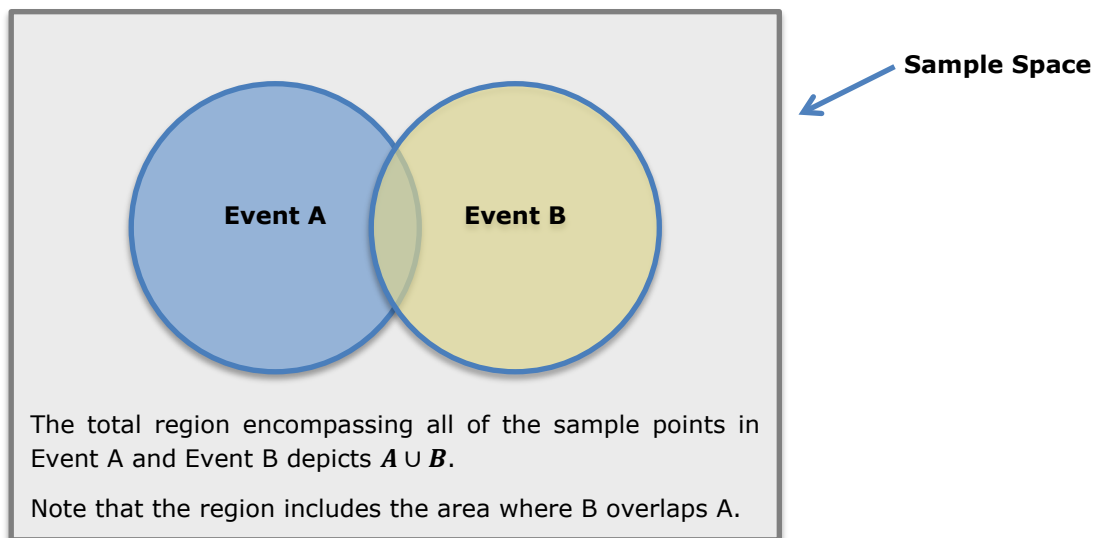 Sample Space
Event A
Event B
The total region encompassing all of the sample points in
Event A and Event B depicts A ∪ B.
Note that the region includes the area where B overlaps A.